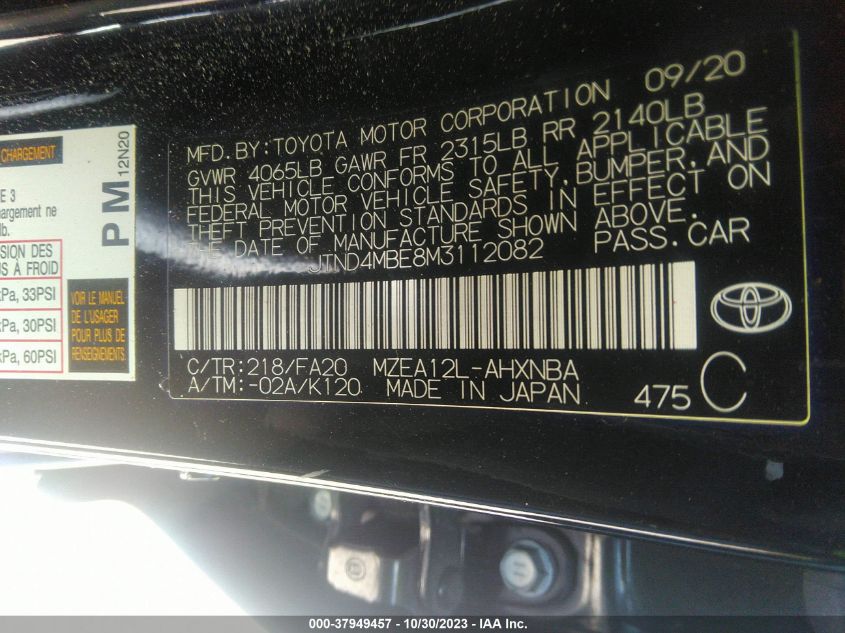 CHARGEMENT
PM
12N20
E 3
hargement ne
lb.
SION DES
S À FROID
kPa, 33PSI
kPa, 30PSI
kPa, 60PSI
VOIR LE MANUEL
DE L'USAGER
POUR PLUS DE
RENSEIGNEMENTS.
09/20
MFD.BY:TOYOTA MOTOR CORPORATION
GVWR 4065LB GAWR FR 2315LB RR 2140LB
THIS VEHICLE CONFORMS TO ALL APPLICABLE
FEDERAL MOTOR VEHICLE SAFETY,BUMPER,AND
THEFT PREVENTION STANDARDS IN EFFECT ON
THE DATE OF MANUFACTURE SHOWN ABOVE.
JTND4MBE8M3112082 PASS.CAR
C/TR:218/FA20 MZEA12L-AHXNBA
A/TM:-02A/K120 MADE IN JAPAN
475 C
000-37949457 - 10/30/2023 - IAA Inc.